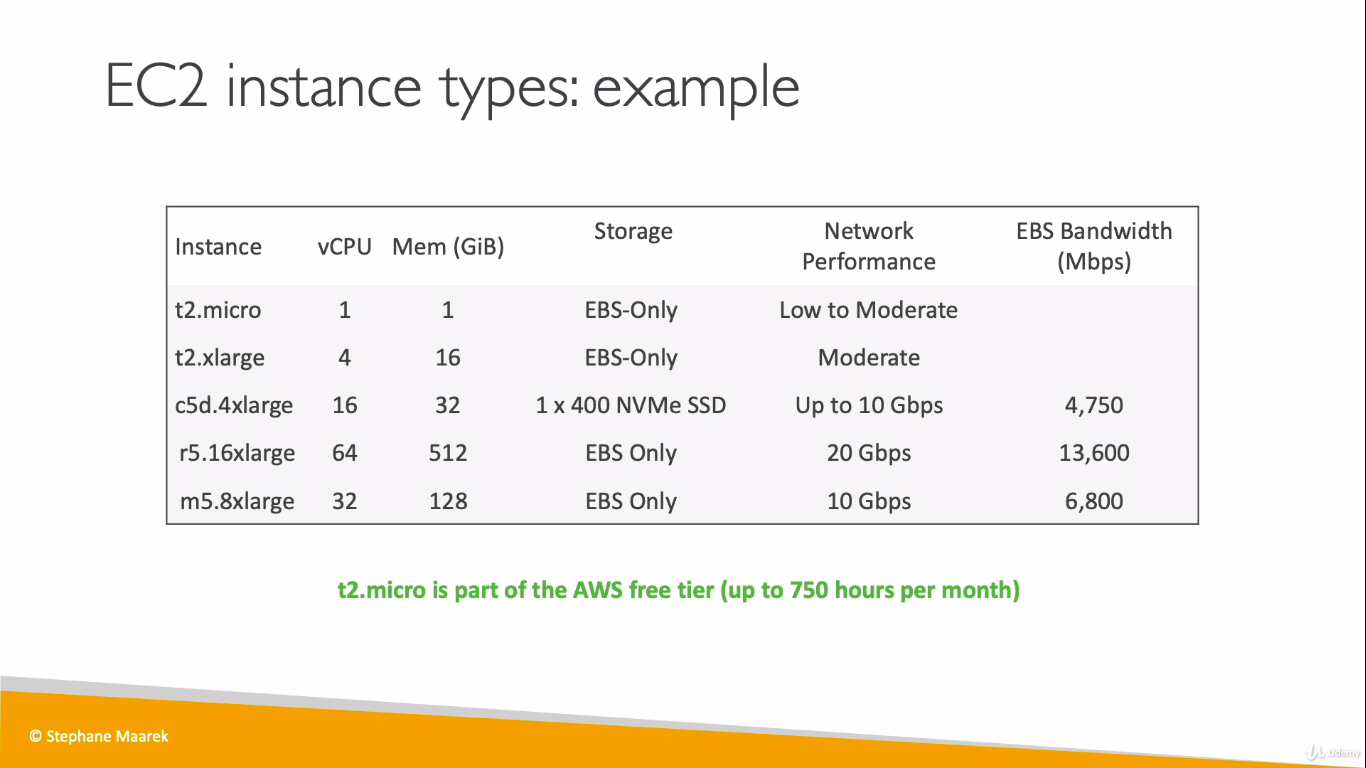 EC2 instance types: example
Instance vCPU Mem (GiB) Storage Network Performance EBS Bandwidth (Mbps)
t2.micro 1 1 EBS-Only Low to Moderate
t2.xlarge 4 16 EBS-Only Moderate
c5d.4xlarge 16 32 1 x 400 NVMe SSD Up to 10 Gbps 4,750
r5.16xlarge 64 512 EBS Only 20 Gbps 13,600
m5.8xlarge 32 128 EBS Only 10 Gbps 6,800
t2.micro is part of the AWS free tier (up to 750 hours per month)
© Stephane Maarek
Udemy